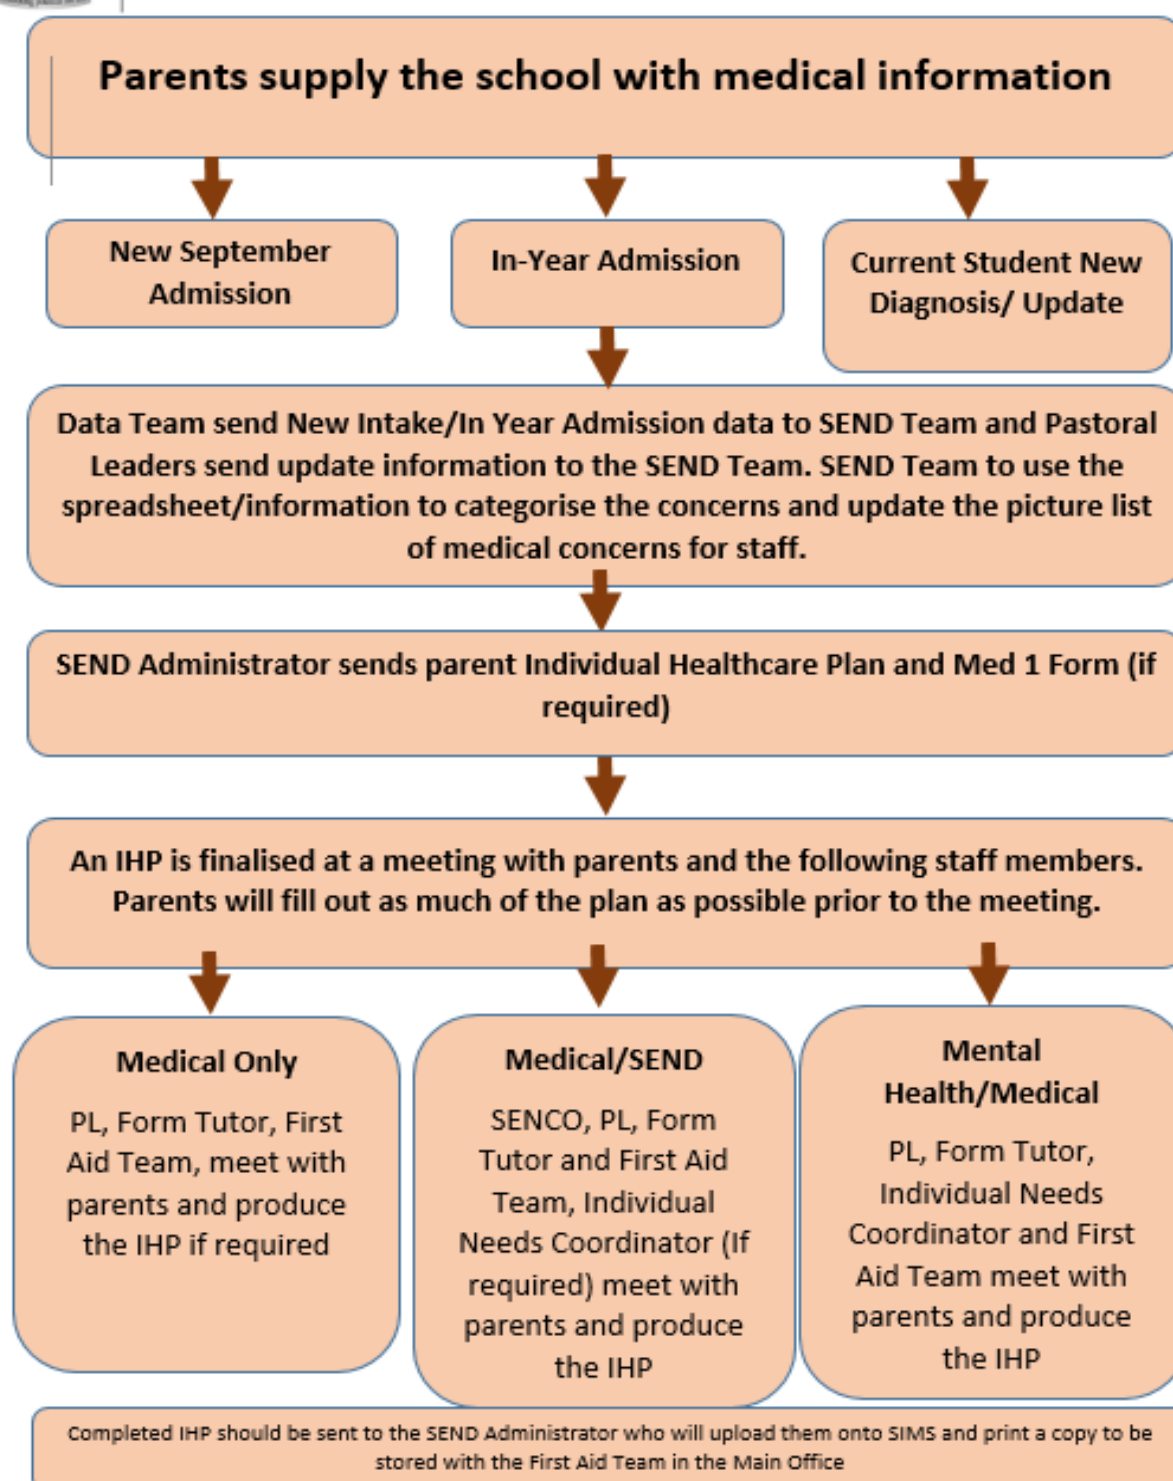 Parents supply the school with medical information
New September
Admission
In-Year Admission
Current Student New
Diagnosis/ Update
Data Team send New Intake/In Year Admission data to SEND Team and Pastoral
Leaders send update information to the SEND Team. SEND Team to use the
spreadsheet/information to categorise the concerns and update the picture list
of medical concerns for staff.
SEND Administrator sends parent Individual Healthcare Plan and Med 1 Form (if
required)
An IHP is finalised at a meeting with parents and the following staff members.
Parents will fill out as much of the plan as possible prior to the meeting.
Medical Only
PL, Form Tutor, First
Aid Team, meet with
parents and produce
the IHP if required
Medical/SEND
SENCO, PL, Form
Tutor and First Aid
Team, Individual
Needs Coordinator (If
required) meet with
parents and produce
the IHP
Mental
Health/Medical
PL, Form Tutor,
Individual Needs
Coordinator and First
Aid Team meet with
parents and produce
the IHP
Completed IHP should be sent to the SEND Administrator who will upload them onto SIMS and print a copy to be
stored with the First Aid Team in the Main Office